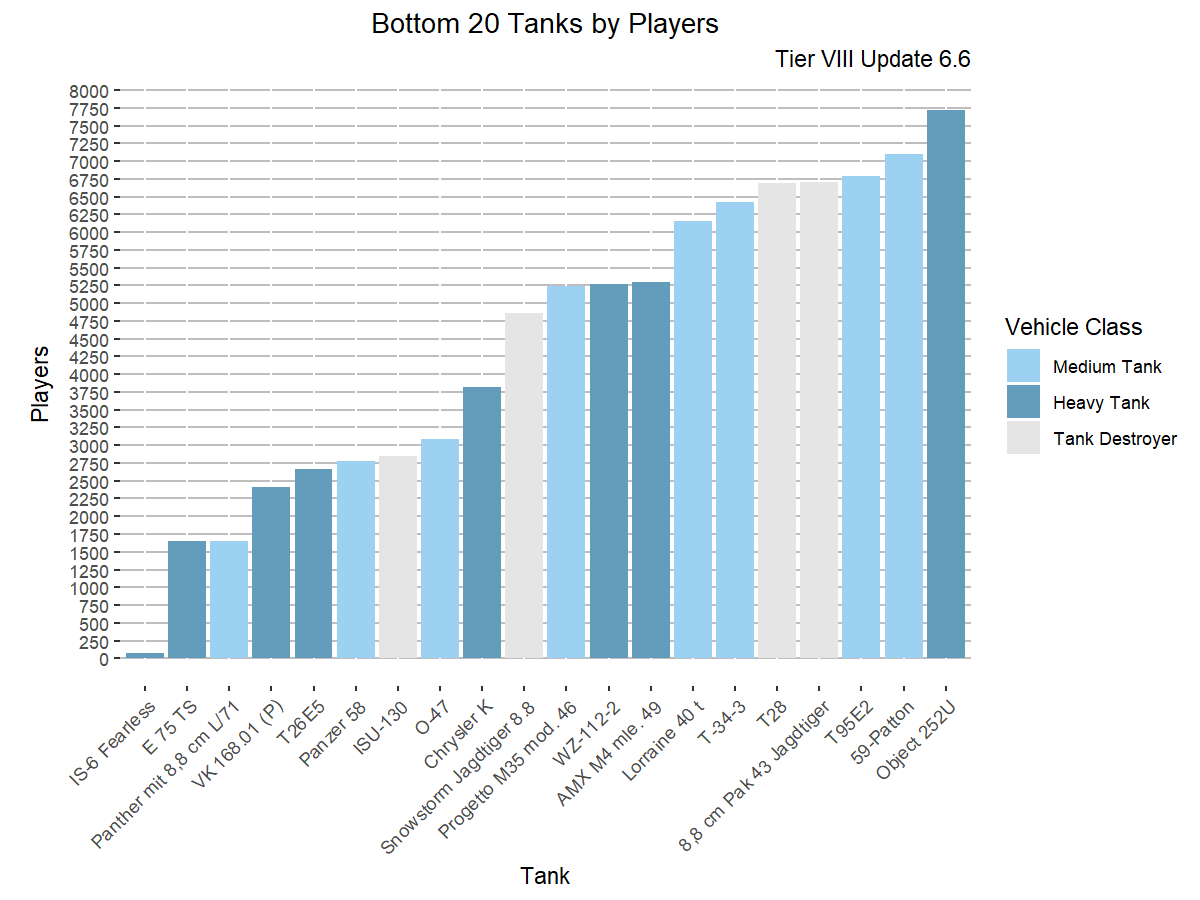 Bottom 20 Tanks by Players
Tier VIII Update 6.6
Players
8000
7750
7500
7250
7000
6750
6500
6250
6000
5750
5500
5250
5000
4750
4500
4250
4000
3750
3500
3250
3000
2750
2500
2250
2000
1750
1500
1250
1000
750
500
250
0
IS-6 Fearless
E 75 TS
Panther mit 8,8 cm L/71
VK 168.01 (P)
T26E5
Panzer 58
ISU-130
O-47
Chrysler K
Snowstorm Jagdtiger 8.8
Progetto M35 mod. 46
WZ-112-2
AMX M4 mle. 49
Lorraine 40 t
T-34-3
T28
8,8 cm Pak 43 Jagdtiger
T95E2
59-Patton
Object 252U
Tank
Vehicle Class
Medium Tank
Heavy Tank
Tank Destroyer